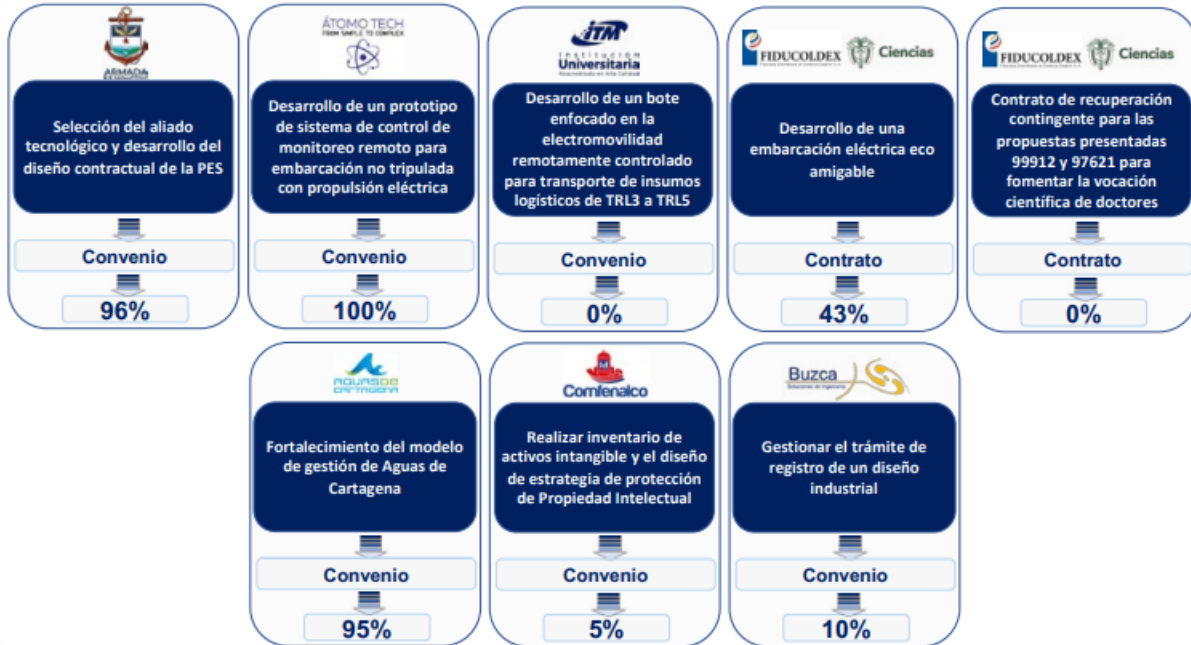 ARMADA
Selección del aliado
tecnológico y desarrollo del
diseño contractual de la PES
Convenio
96%
ÁTOMO TECH
FROM SIMPLE TO COMPLEX
Desarrollo de un prototipo
de sistema de control de
monitoreo remoto para
embarcación no tripulada
con propulsión eléctrica
Convenio
100%
iTM
Institución
Universitaria
Reacreditada en Alta Calidad
Desarrollo de un bote
enfocado en la
electromovilidad
remotamente controlado
para transporte de insumos
logísticos de TRL3 a TRL5
Convenio
0%
FIDUCOLDEX Ciencias
Desarrollo de una
embarcación eléctrica eco
amigable
Contrato
43%
FIDUCOLDEX Ciencias
Contrato de recuperación
contingente para las
propuestas presentadas
99912 y 97621 para
fomentar la vocación
científica de doctores
Contrato
0%
AGUAS DE
CARTAGENA
Fortalecimiento del modelo
de gestión de Aguas de
Cartagena
Convenio
95%
Comfenalco
Realizar inventario de
activos intangible y el diseño
de estrategia de protección
de Propiedad Intelectual
Convenio
5%
Buzca
Soluciones de Ingeniería
Gestionar el trámite de
registro de un diseño
industrial
Convenio
10%